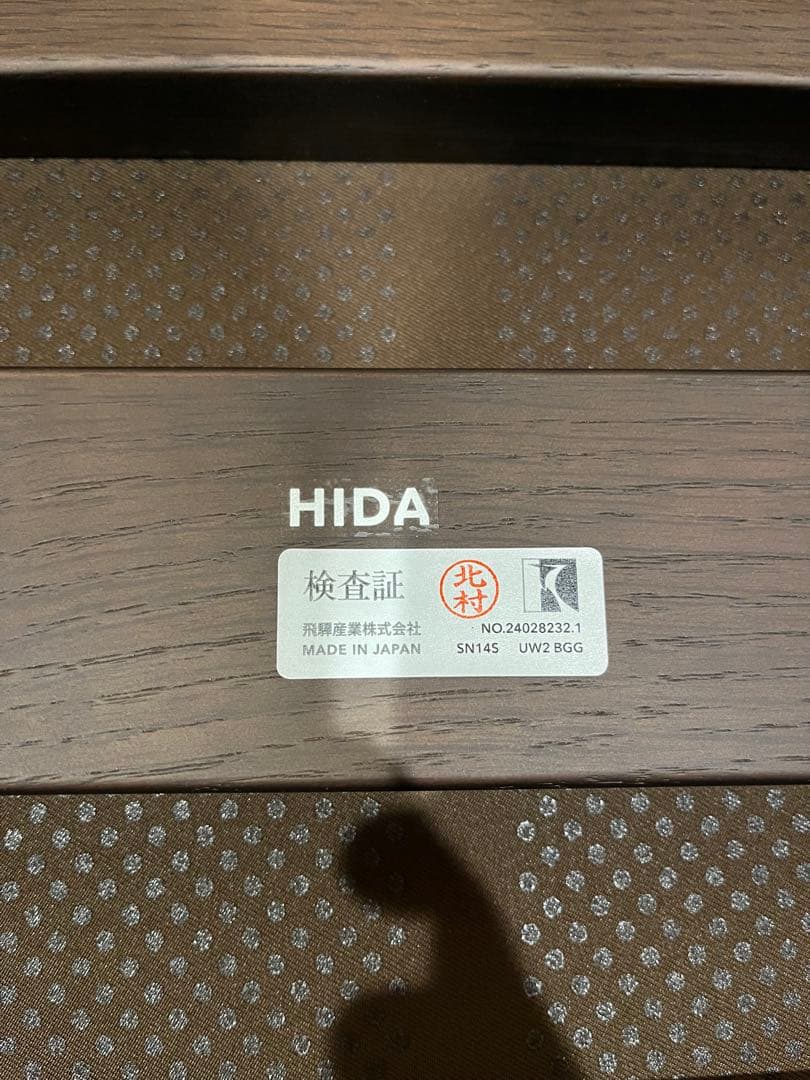 HIDA
検査証
北村
飛騨産業株式会社
NO.24028232.1
MADE IN JAPAN
SN14S UW2 BGG